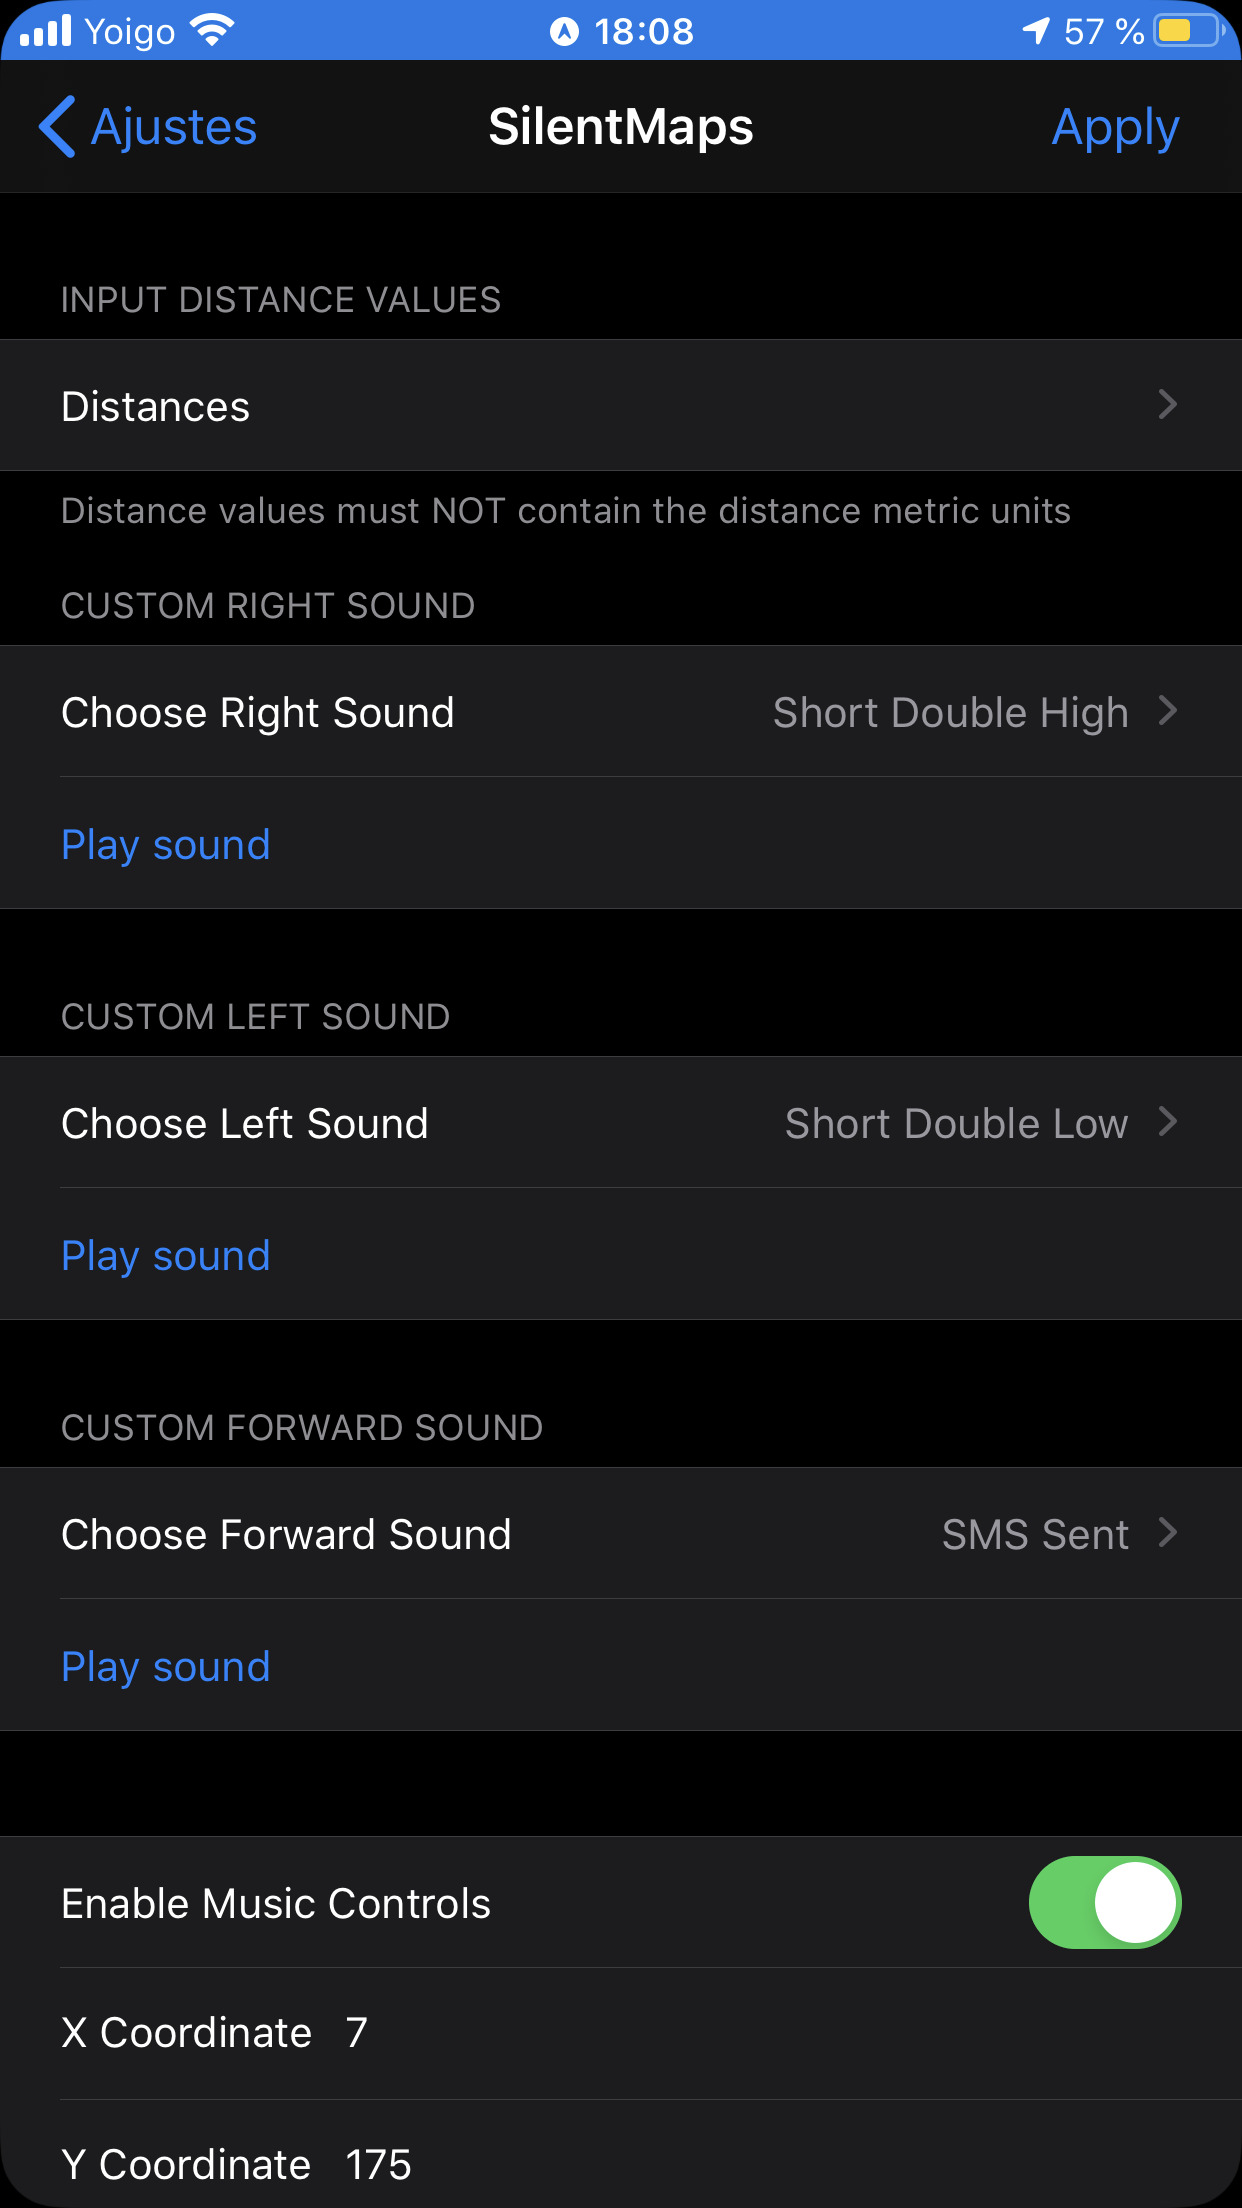 Yoigo 18:08 57 %
Ajustes SilentMaps Apply
INPUT DISTANCE VALUES
Distances
Distance values must NOT contain the distance metric units
CUSTOM RIGHT SOUND
Choose Right Sound Short Double High
Play sound
CUSTOM LEFT SOUND
Choose Left Sound Short Double Low
Play sound
CUSTOM FORWARD SOUND
Choose Forward Sound SMS Sent
Play sound
Enable Music Controls
X Coordinate 7
Y Coordinate 175